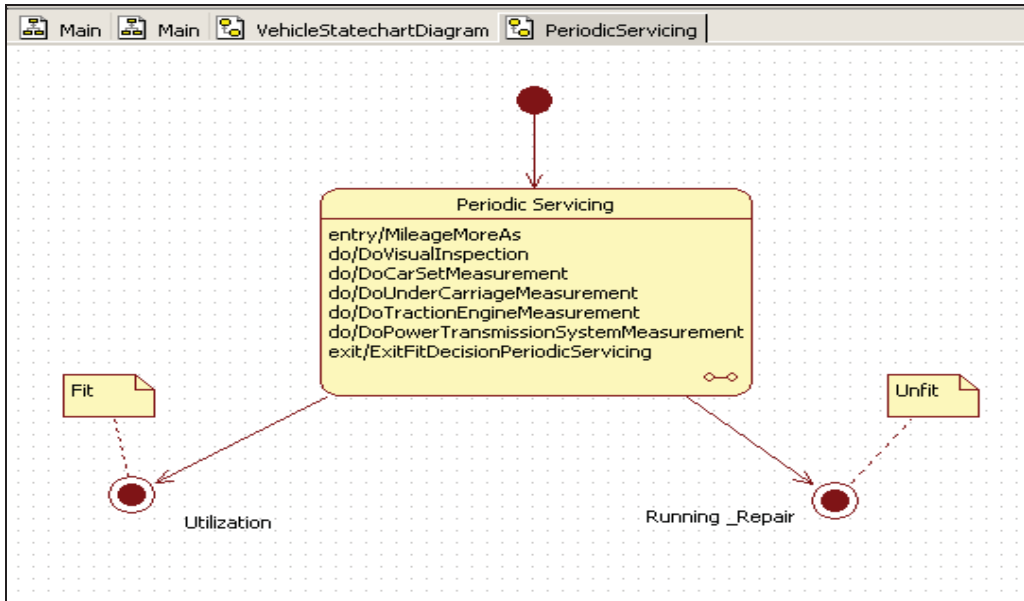 Main Main VehicleStatechartDiagram PeriodicServicing
Periodic Servicing
entry/MileageMoreAs
do/DoVisualInspection
do/DoCarSetMeasurement
do/DoUnderCarriageMeasurement
do/DoTractionEngineMeasurement
do/DoPowerTransmissionSystemMeasurement
exit/ExitFitDecisionPeriodicServicing
Fit
Unfit
Utilization
Running _Repair